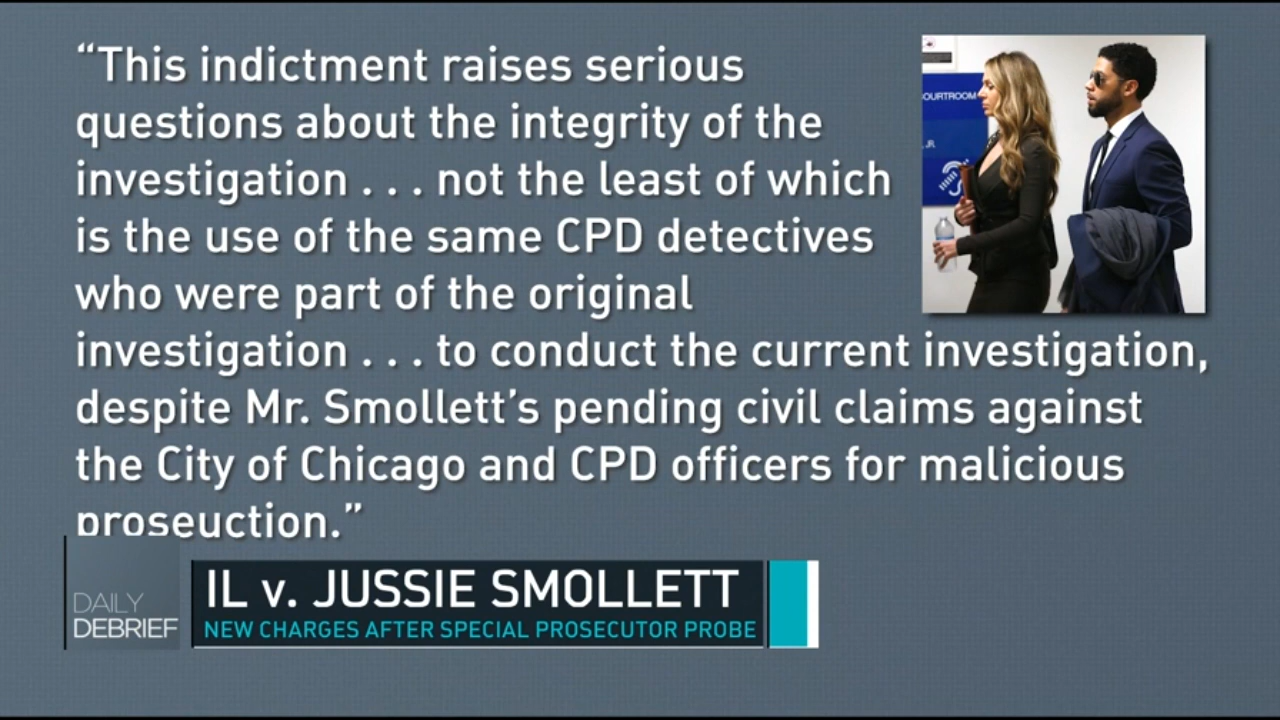 “This indictment raises serious
questions about the integrity of the
investigation . . . not the least of which
is the use of the same CPD detectives
who were part of the original
investigation . . . to conduct the current investigation,
despite Mr. Smollett’s pending civil claims against
the City of Chicago and CPD officers for malicious
proseuction.”
OURTROOM
JR.
DAILY
DEBRIEF
IL v. JUSSIE SMOLLETT
NEW CHARGES AFTER SPECIAL PROSECUTOR PROBE